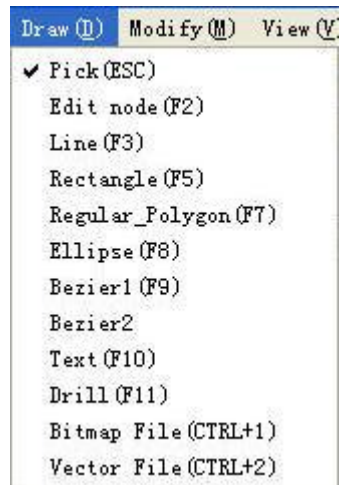 Draw(D) Modify(M) View(V)
Pick(ESC)
Edit node(F2)
Line(F3)
Rectangle(F5)
Regular_Polygon(F7)
Ellipse(F8)
Bezier1(F9)
Bezier2
Text(F10)
Drill(F11)
Bitmap File(CTRL+1)
Vector File(CTRL+2)